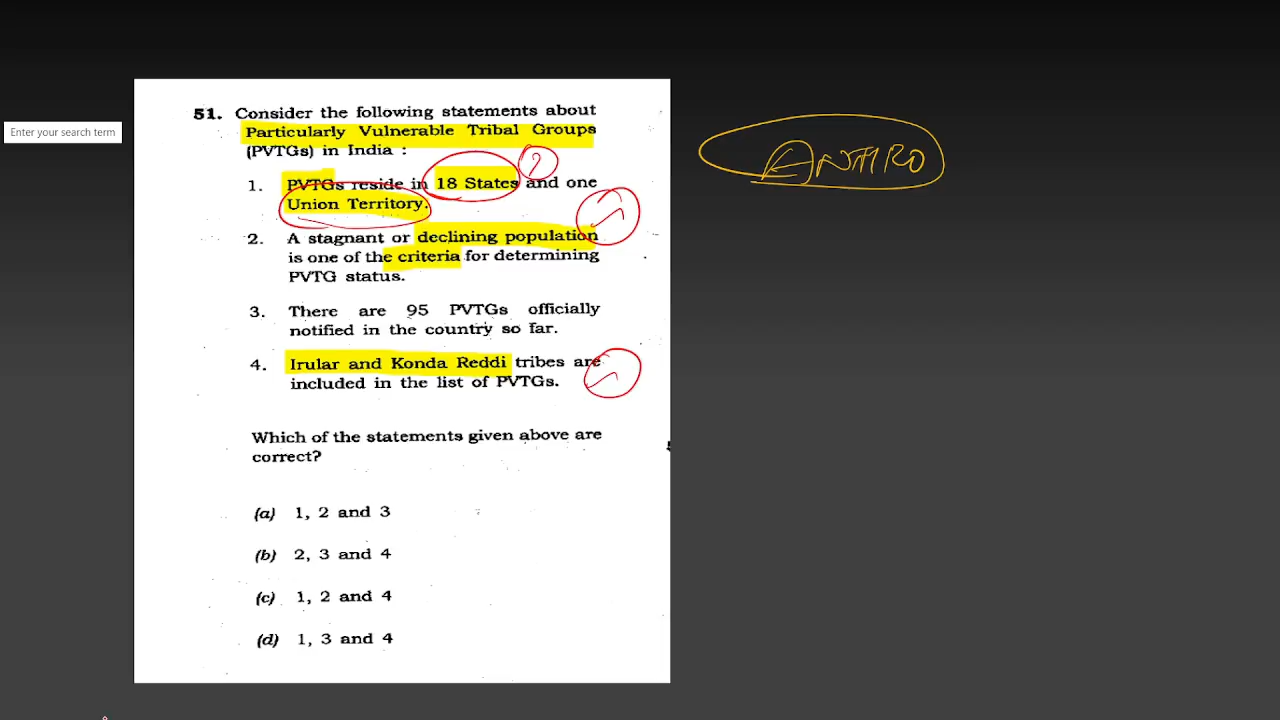 Enter your search term
51. Consider the following statements about
Particularly Vulnerable Tribal Groups
(PVTGs) in India :
1. PVTGs reside in 18 States and one
Union Territory.
2. A stagnant or declining population
is one of the criteria for determining
PVTG status.
3. There are 95 PVTGs officially
notified in the country so far.
4. Irular and Konda Reddi tribes are
included in the list of PVTGs.
Which of the statements given above are
correct?
(a) 1, 2 and 3
(b) 2, 3 and 4
(c) 1, 2 and 4
(d) 1, 3 and 4
?
ANTHRO